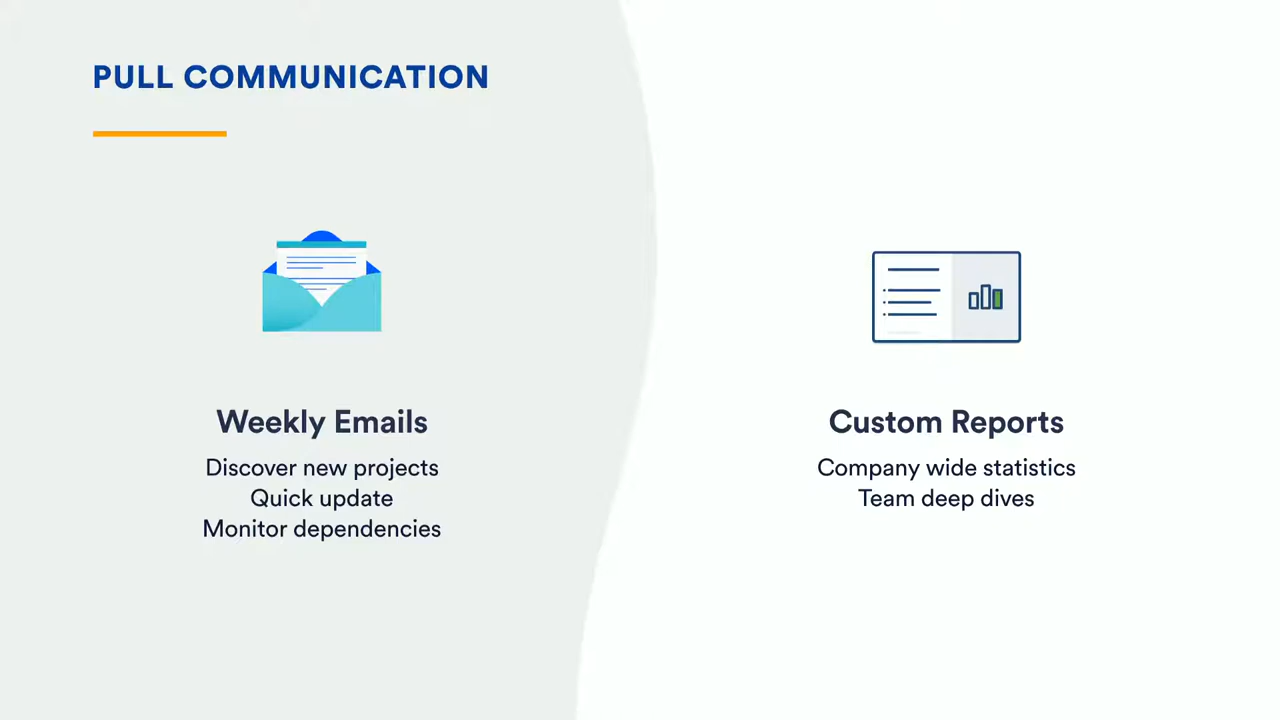 PULL COMMUNICATION
Weekly Emails
Discover new projects
Quick update
Monitor dependencies
Custom Reports
Company wide statistics
Team deep dives